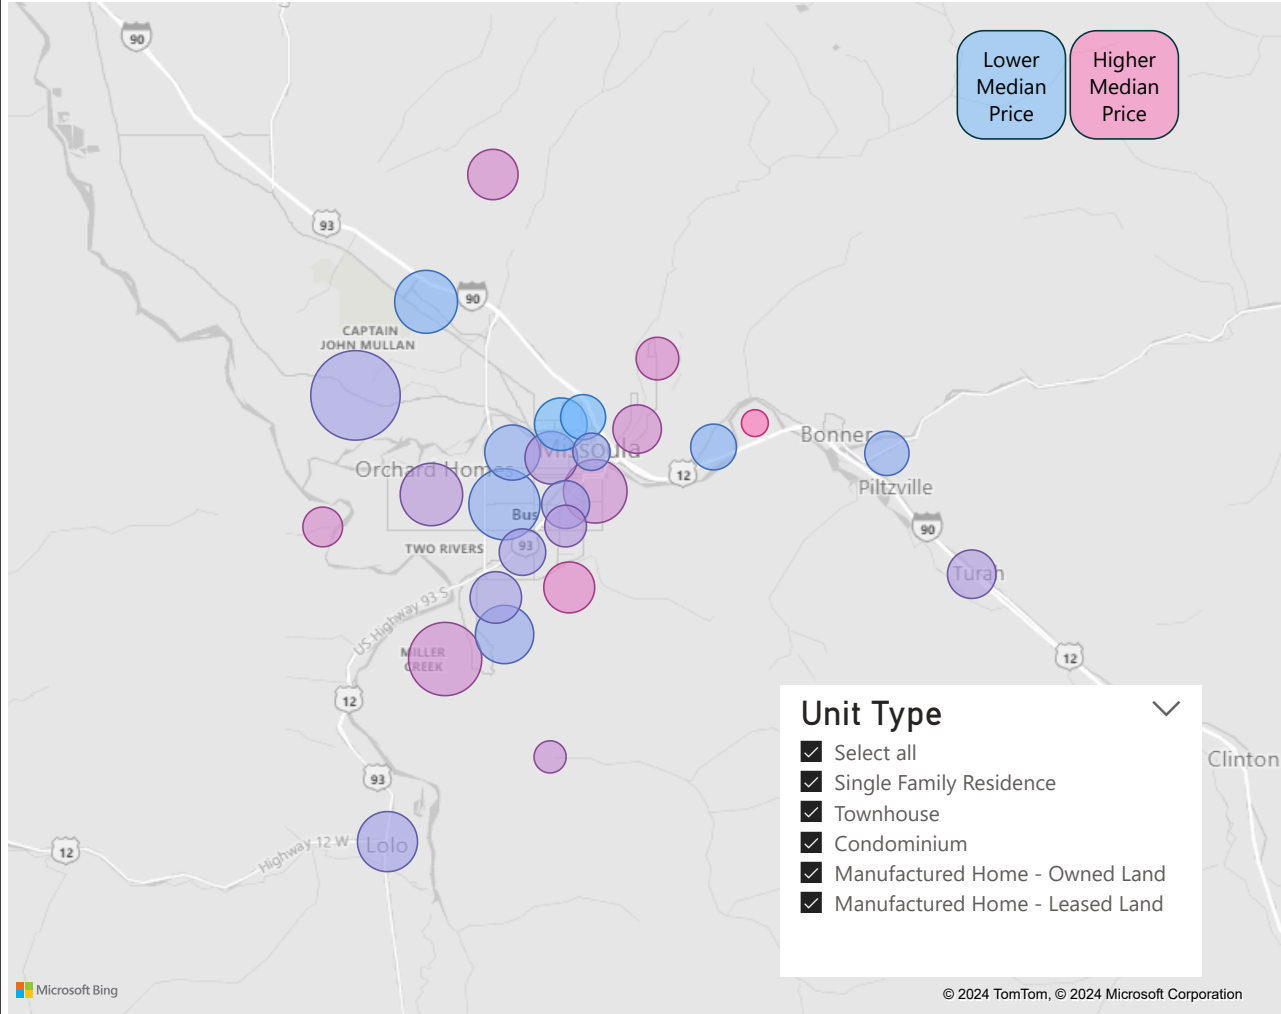 90
Lower
Median
Price
Higher
Median
Price
93
90
CAPTAIN
JOHN MULLAN
Missoula
Bonner
Orchard Homes
12
Piltzville
Bus
90
TWO RIVERS
93
Turah
US Highway 93 S
MILLER
CREEK
12
12
Unit Type
Select all
Clinton
93
Single Family Residence
Townhouse
Condominium
12
Highway 12 W
Lolo
Manufactured Home - Owned Land
Manufactured Home - Leased Land
Microsoft Bing
© 2024 TomTom, © 2024 Microsoft Corporation